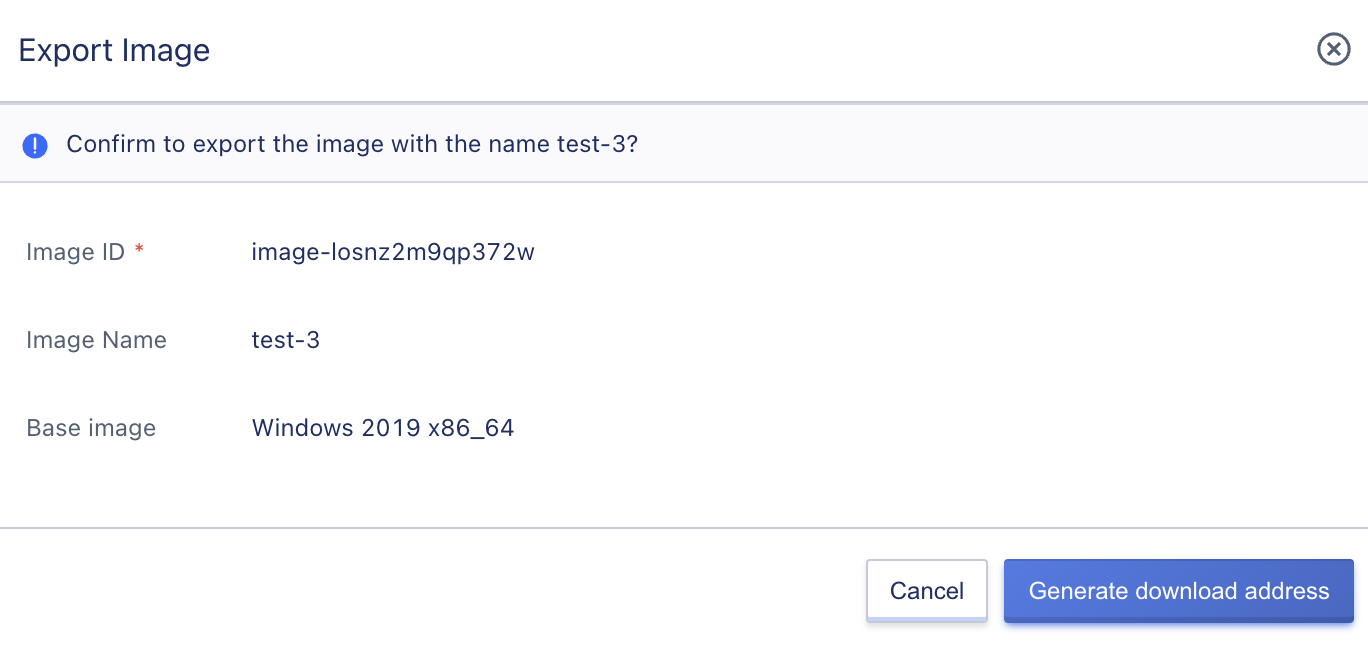 Export Image
Confirm to export the image with the name test-3?
Image ID * image-losnz2m9qp372w
Image Name test-3
Base image Windows 2019 x86_64
Cancel Generate download address